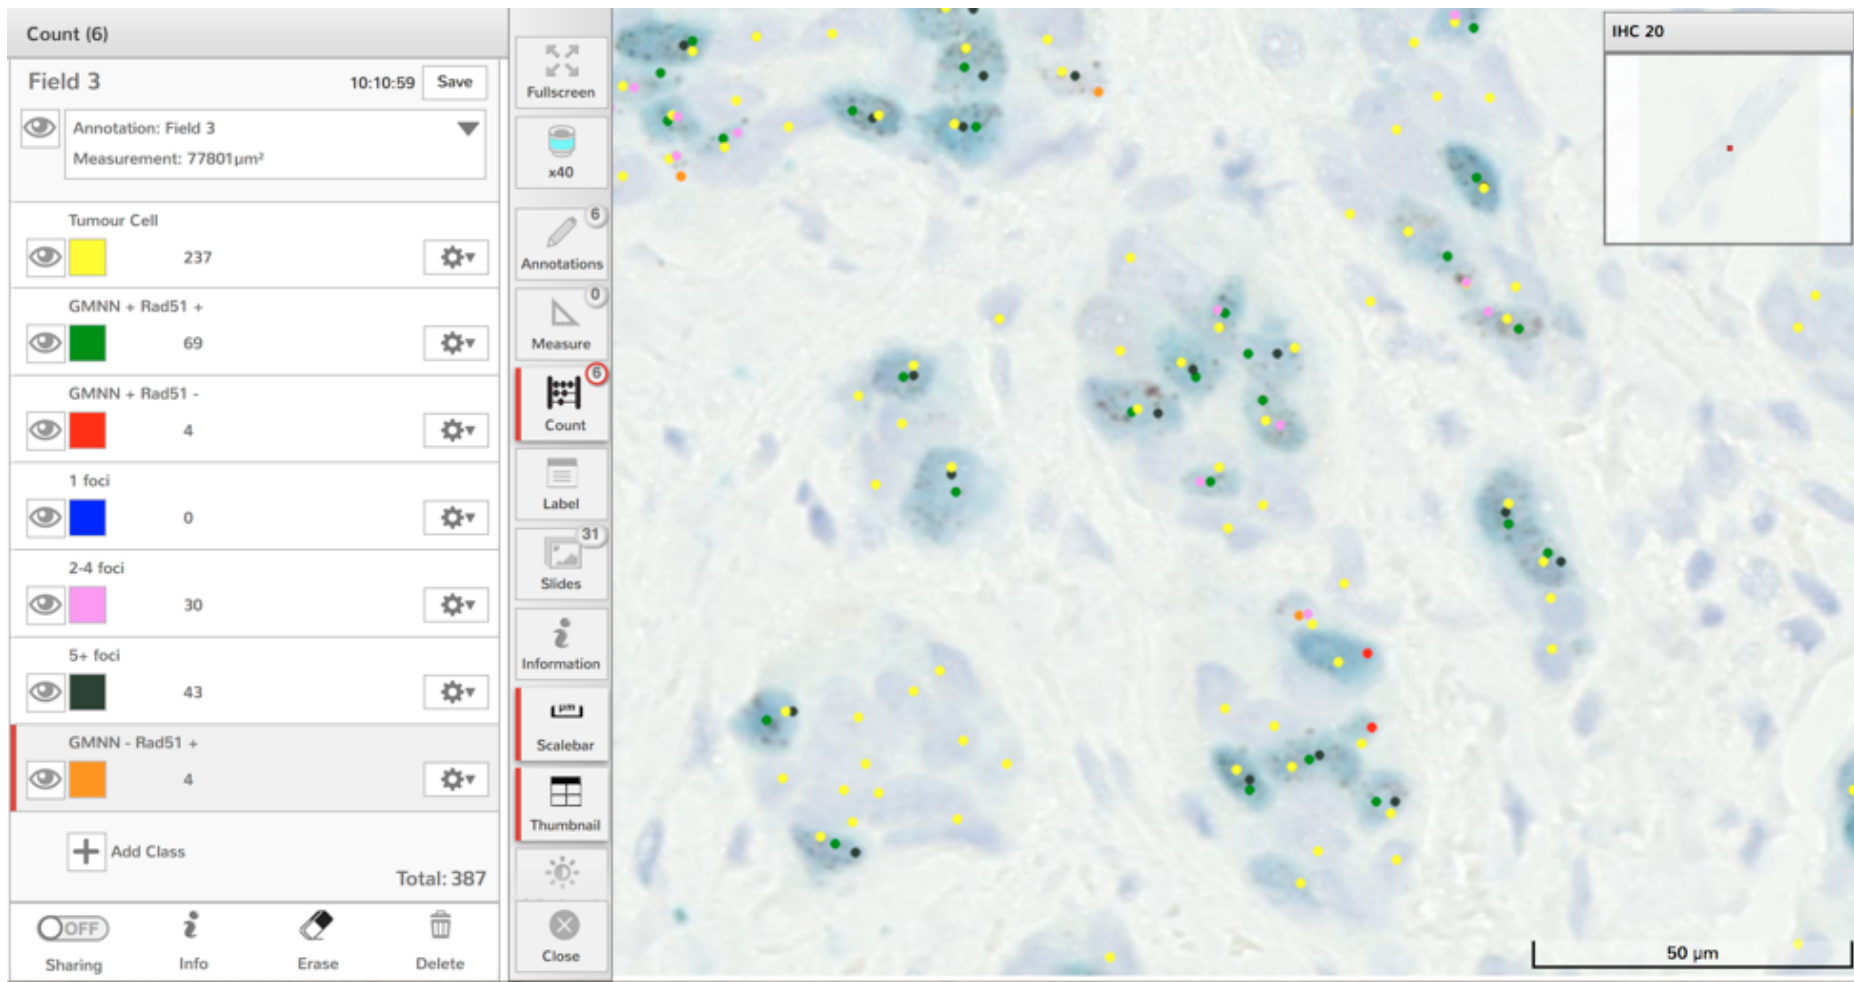 Count (6)
Field 3
10:10:59
Save
Annotation: Field 3
Measurement: 77801µm²
Tumour Cell
237
GMNN + Rad51 +
69
GMNN + Rad51 -
4
1 foci
0
2-4 foci
30
5+ foci
43
GMNN - Rad51 +
4
Add Class
Total: 387
OFF
Sharing
Info
Erase
Delete
Fullscreen
x40
6
Annotations
0
Measure
6
Count
Label
31
Slides
Information
µm
Scalebar
Thumbnail
Close
IHC 20
50 µm